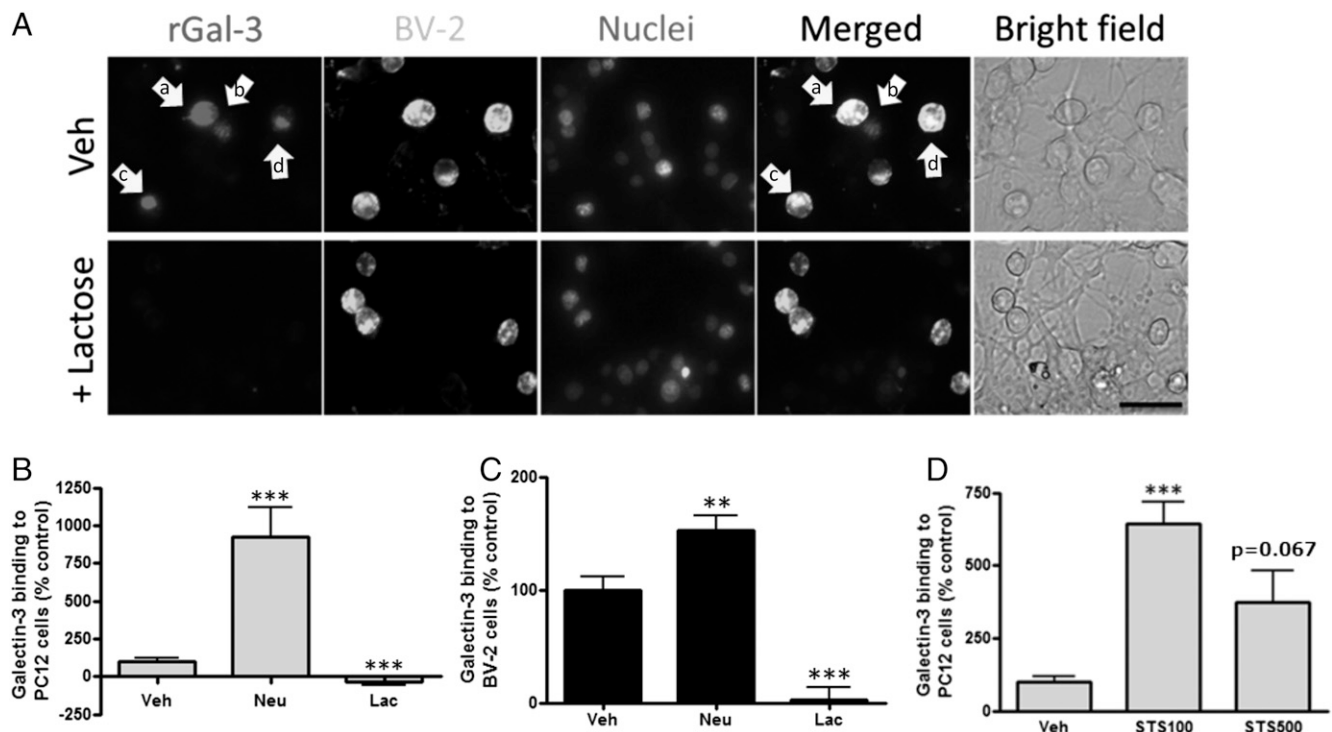 A
rGal-3 BV-2 Nuclei Merged Bright field
Veh
a b a b
c d c d
+ Lactose
B
Galectin-3 binding to
PC12 cells (% control)
1250
1000
750
500
250
0
-250
***
***
Veh Neu Lac
C
Galectin-3 binding to
BV-2 cells (% control)
200
100
0
**
***
Veh Neu Lac
D
Galectin-3 binding to
PC12 cells (% control)
750
500
250
0
***
p=0.067
Veh STS100 STS500